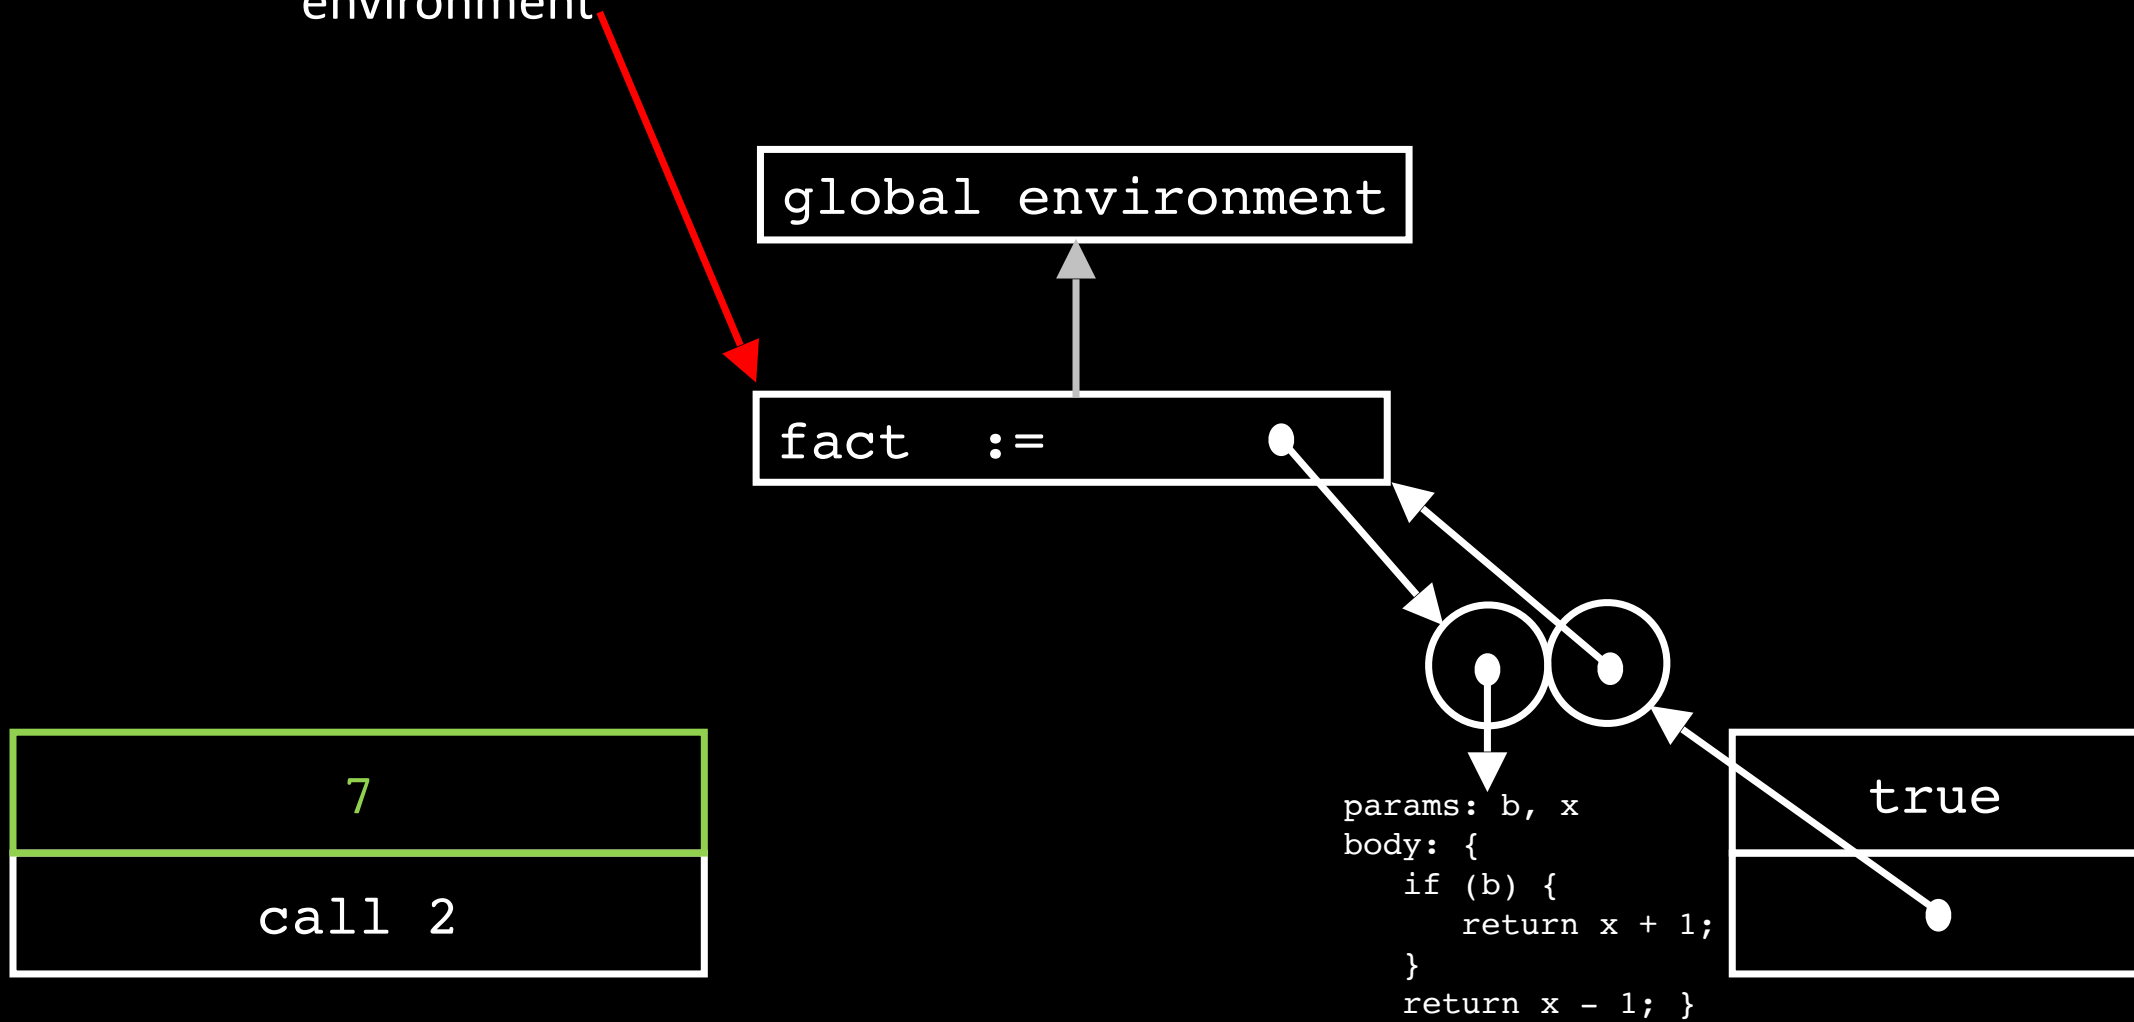 environment
global environment
fact  :=
7
call 2
true
params: b, x
body: {
   if (b) {
      return x + 1;
   }
   return x - 1; }